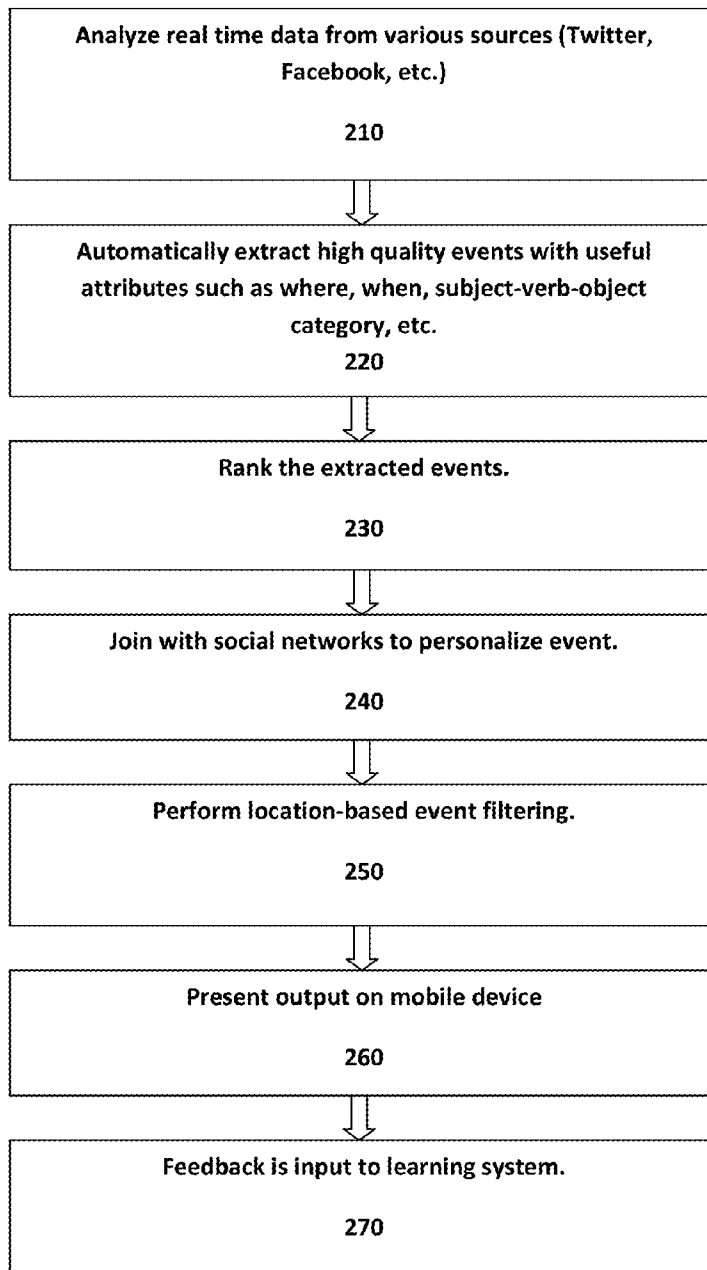 Analyze real time data from various sources (Twitter,
Facebook, etc.)
210
Automatically extract high quality events with useful
attributes such as where, when, subject-verb-object
category, etc.
220
Rank the extracted events.
230
Join with social networks to personalize event.
240
Perform location-based event filtering.
250
Present output on mobile device
260
Feedback is input to learning system.
270